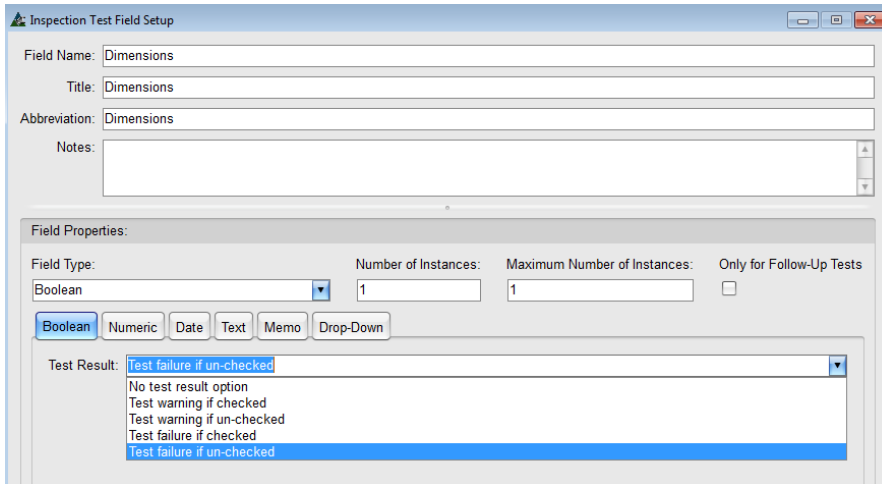 Inspection Test Field Setup
Field Name: Dimensions
Title: Dimensions
Abbreviation: Dimensions
Notes:
Field Properties:
Field Type: Number of Instances: Maximum Number of Instances: Only for Follow-Up Tests
Boolean 1 1
Boolean Numeric Date Text Memo Drop-Down
Test Result: Test failure if un-checked
No test result option
Test warning if checked
Test warning if un-checked
Test failure if checked
Test failure if un-checked